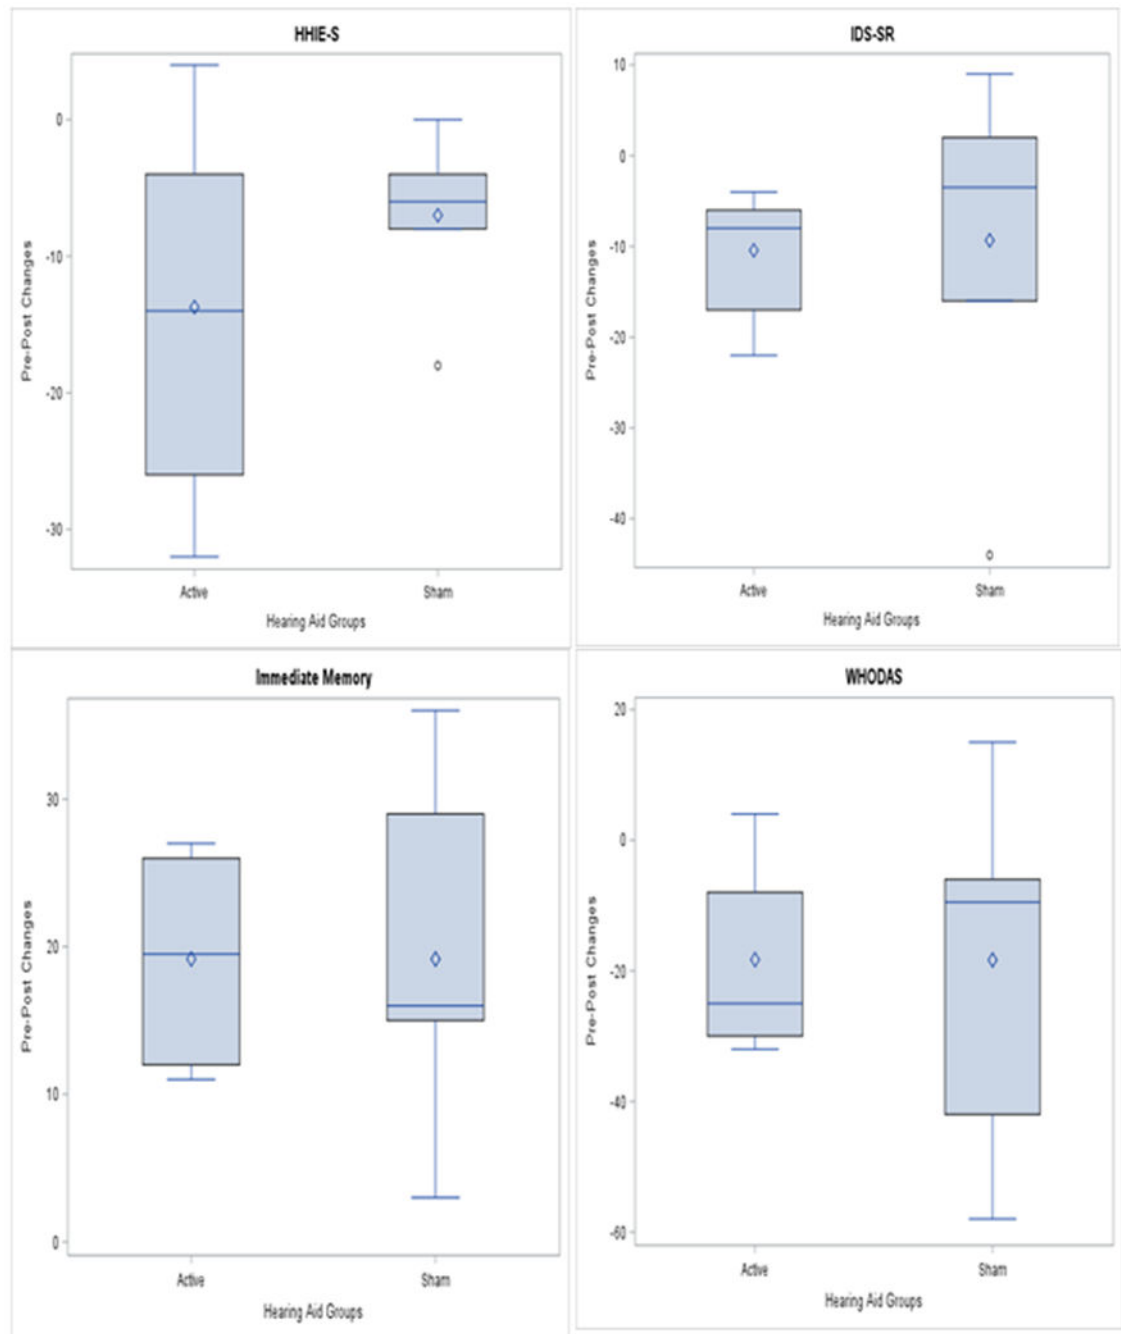 HHIE-S
Pre-Post Changes
0
-10
-20
-30
Active
Sham
Hearing Aid Groups
IDS-SR
Pre-Post Changes
10
0
-10
-20
-30
-40
Active
Sham
Hearing Aid Groups
Immediate Memory
Pre-Post Changes
30
20
10
0
Active
Sham
Hearing Aid Groups
WHODAS
Pre-Post Changes
20
0
-20
-40
-60
Active
Sham
Hearing Aid Groups